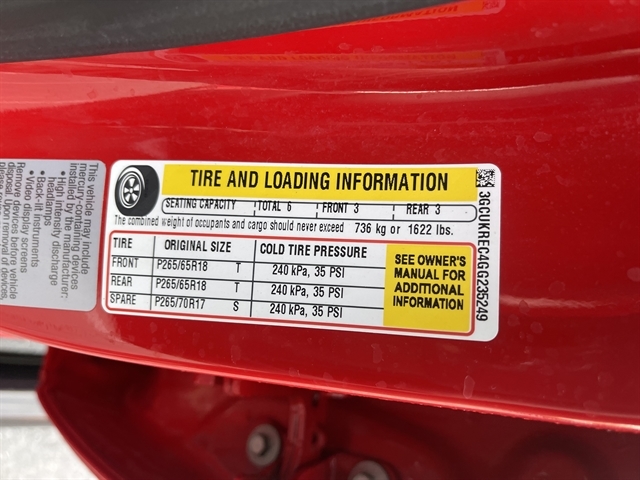 TIRE AND LOADING INFORMATION
SEATING CAPACITY TOTAL 6 FRONT 3 REAR 3
The combined weight of occupants and cargo should never exceed 736 kg or 1622 lbs.
TIRE ORIGINAL SIZE COLD TIRE PRESSURE
FRONT P265/65R18 T 240 kPa, 35 PSI
REAR P265/65R18 T 240 kPa, 35 PSI
SPARE P265/70R17 S 240 kPa, 35 PSI
SEE OWNER'S
MANUAL FOR
ADDITIONAL
INFORMATION
3GCUKREC4GG235249
This vehicle may include
mercury-containing devices
installed by the manufacturer:
• High intensity discharge
headlamps
• Back-lit instruments
• Video display screens
Remove devices before vehicle
disposal. Upon removal of devices,
please